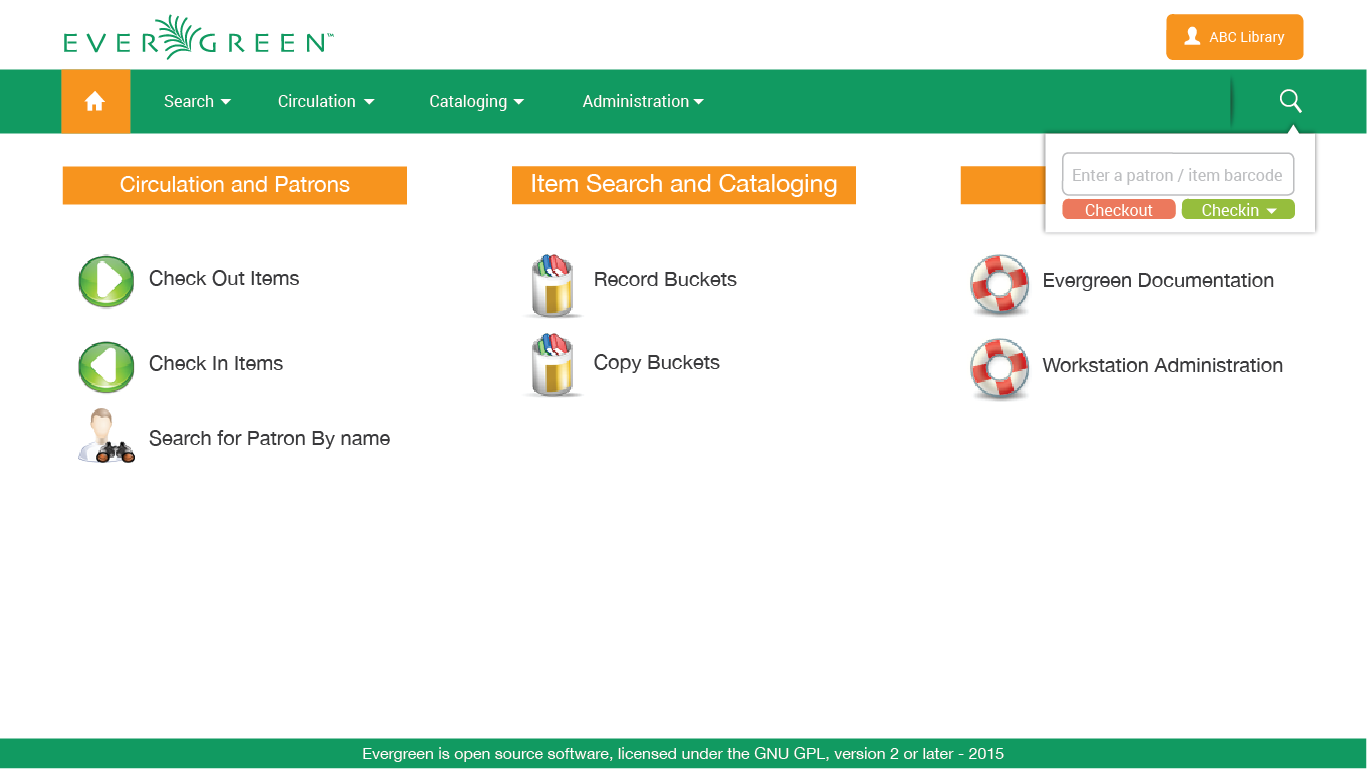 EVERGREEN™
ABC Library
Search
Circulation
Cataloging
Administration
Enter a patron / item barcode
Checkout
Checkin
Circulation and Patrons
Item Search and Cataloging
Check Out Items
Check In Items
Search for Patron By name
Record Buckets
Copy Buckets
Evergreen Documentation
Workstation Administration
Evergreen is open source software, licensed under the GNU GPL, version 2 or later - 2015